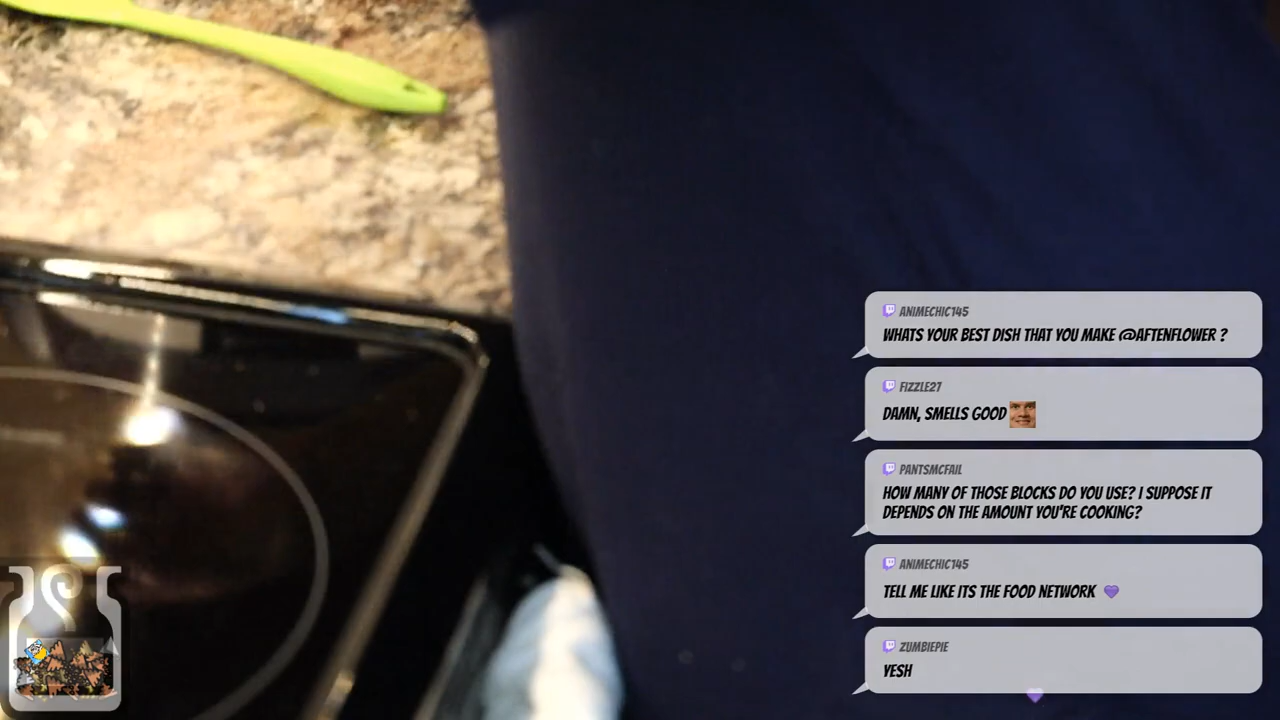 ANIMECHIC145
WHATS YOUR BEST DISH THAT YOU MAKE @AFTENFLOWER ?
FIZZLE27
DAMN, SMELLS GOOD
PANTSMCFAIL
HOW MANY OF THOSE BLOCKS DO YOU USE? I SUPPOSE IT
DEPENDS ON THE AMOUNT YOU'RE COOKING?
ANIMECHIC145
TELL ME LIKE ITS THE FOOD NETWORK
ZUMBIEPIE
YESH